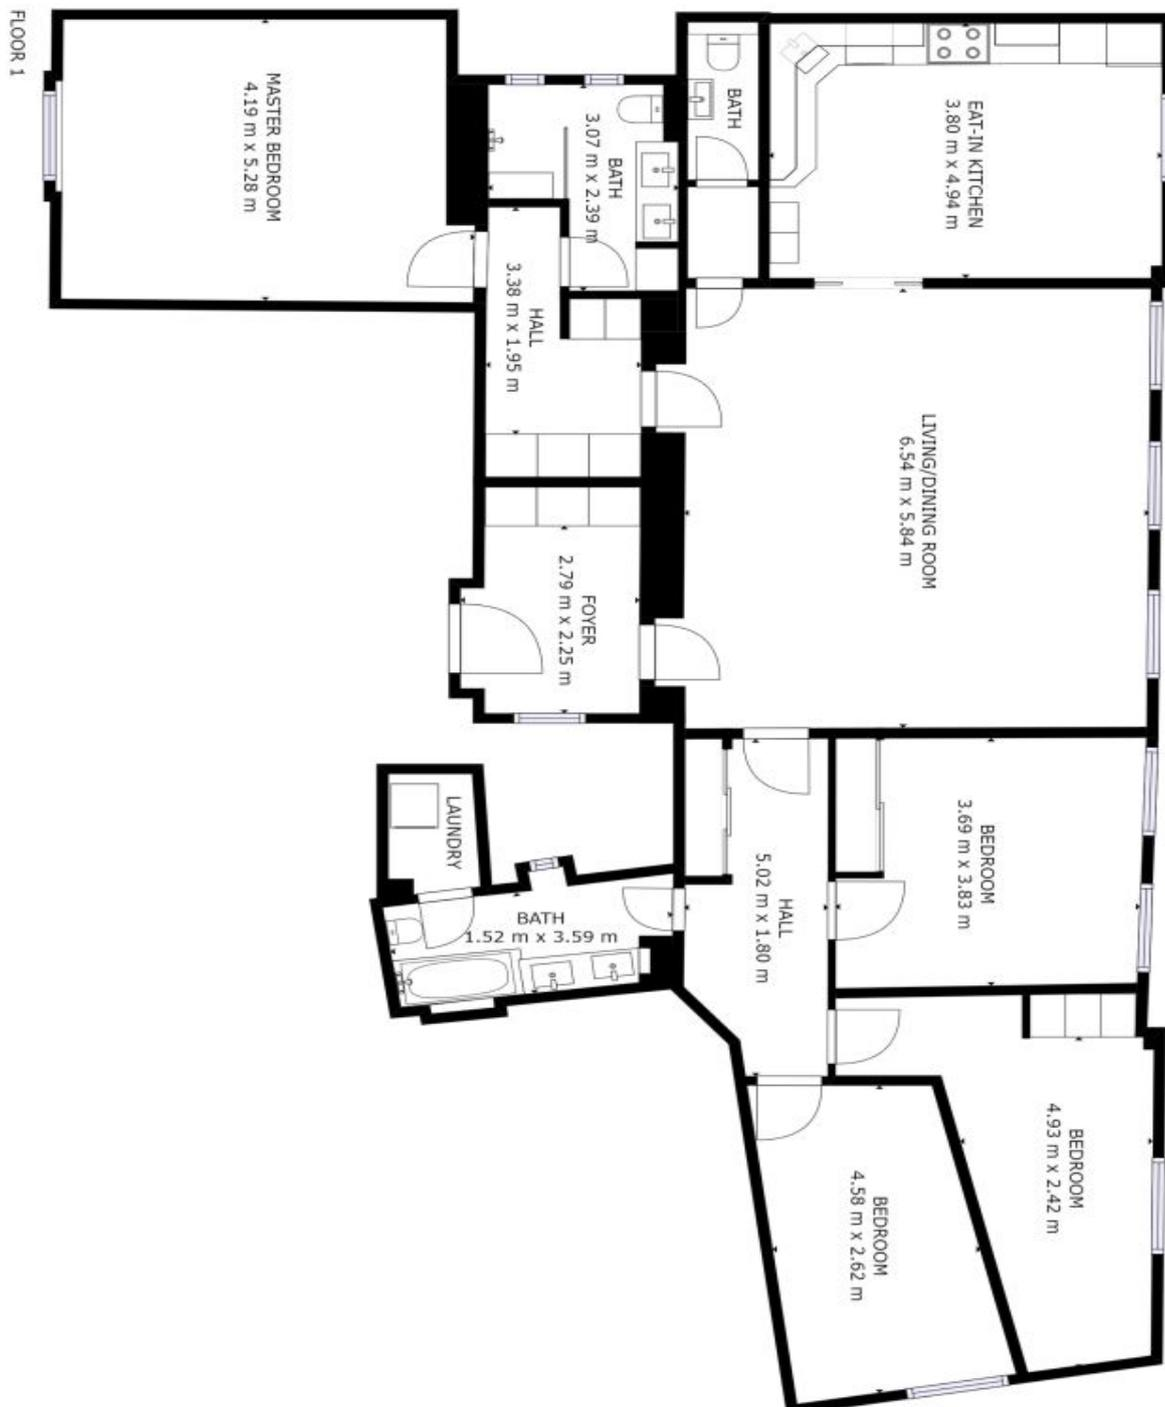 FLOOR 1
MASTER BEDROOM
4.19 m x 5.28 m
BATH
3.07 m x 2.39 m
BATH
EAT-IN KITCHEN
3.80 m x 4.94 m
HALL
3.38 m x 1.95 m
LIVING/DINING ROOM
6.54 m x 5.84 m
FOYER
2.79 m x 2.25 m
LAUNDRY
BATH
1.52 m x 3.59 m
HALL
5.02 m x 1.80 m
BEDROOM
3.69 m x 3.83 m
BEDROOM
4.93 m x 2.42 m
BEDROOM
4.58 m x 2.62 m